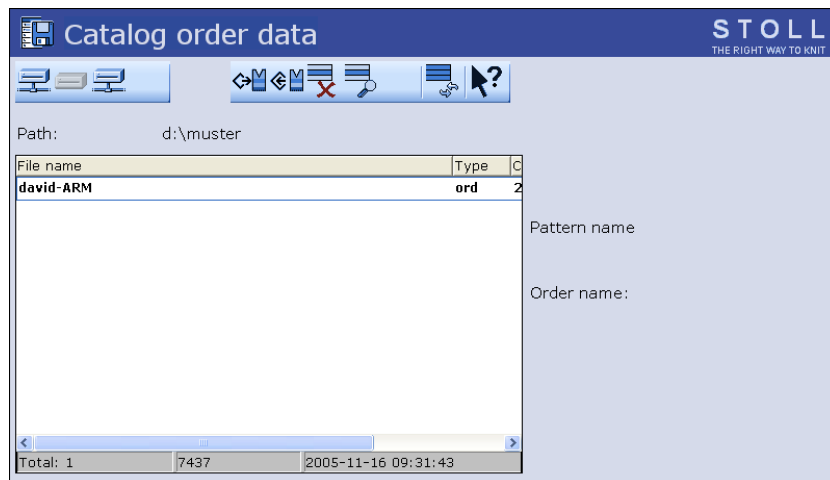 Catalog order data
STOLL
THE RIGHT WAY TO KNIT
?
Path: d:\muster
File name Type C
david-ARM ord 2
Pattern name
Order name:
Total: 1 7437 2005-11-16 09:31:43